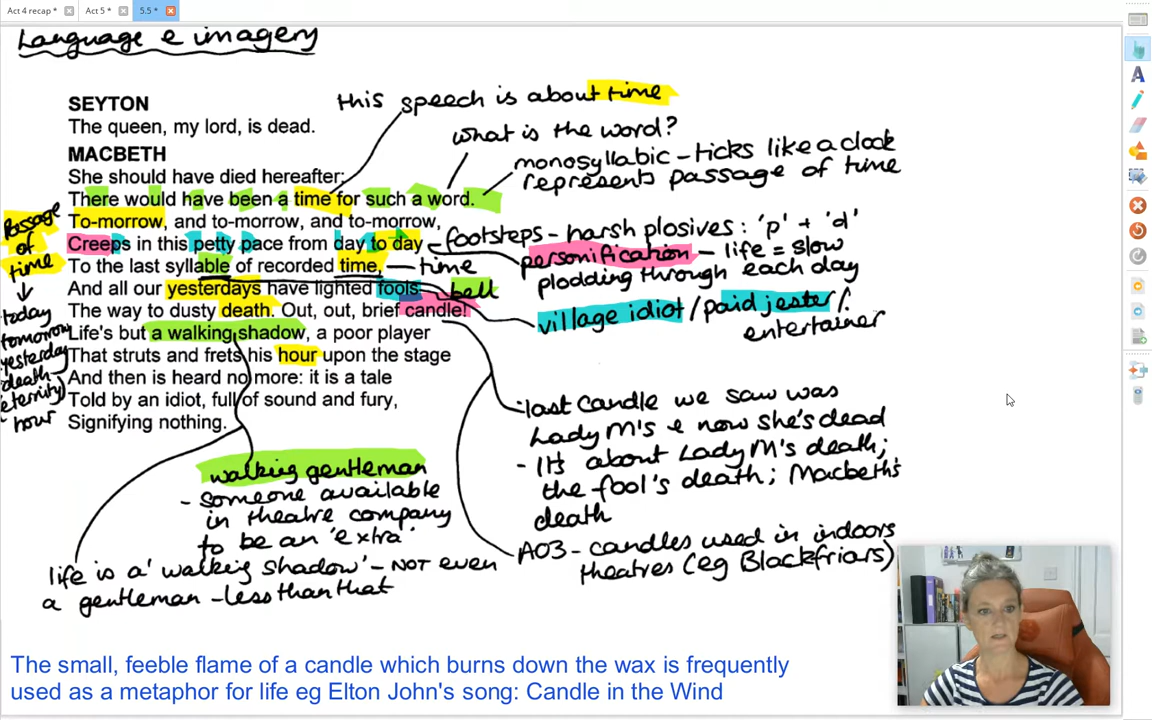 Act 4 recap *
Act 5 *
5.5 *
Language & imagery
SEYTON
The queen, my lord, is dead.
MACBETH
She should have died hereafter;
There would have been a time for such a word.
To-morrow, and to-morrow, and to-morrow,
Creeps in this petty pace from day to day
To the last syllable of recorded time,
And all our yesterdays have lighted fools
The way to dusty death. Out, out, brief candle!
Life's but a walking shadow, a poor player
That struts and frets his hour upon the stage
And then is heard no more: it is a tale
Told by an idiot, full of sound and fury,
Signifying nothing.
this speech is about time
what is the word?
monosyllabic - ticks like a clock
represents passage of time
footsteps - harsh plosives: 'p' + 'd'
personification - life = slow
plodding through each day
time
bell
village idiot / paid jester /
entertainer
Passage
of
time
today
tomorrow
yesterday
death
eternity
hour
last candle we saw was
Lady M's & now she's dead
- It's about Lady M's death;
the fool's death; Macbeth's
death
AO3 - candles used in indoors
theatres (eg Blackfriars)
walking gentleman
- someone available
in theatre company
to be an 'extra'
life is a 'walking shadow' - NOT even
a gentleman - less than that
The small, feeble flame of a candle which burns down the wax is frequently
used as a metaphor for life eg Elton John's song: Candle in the Wind